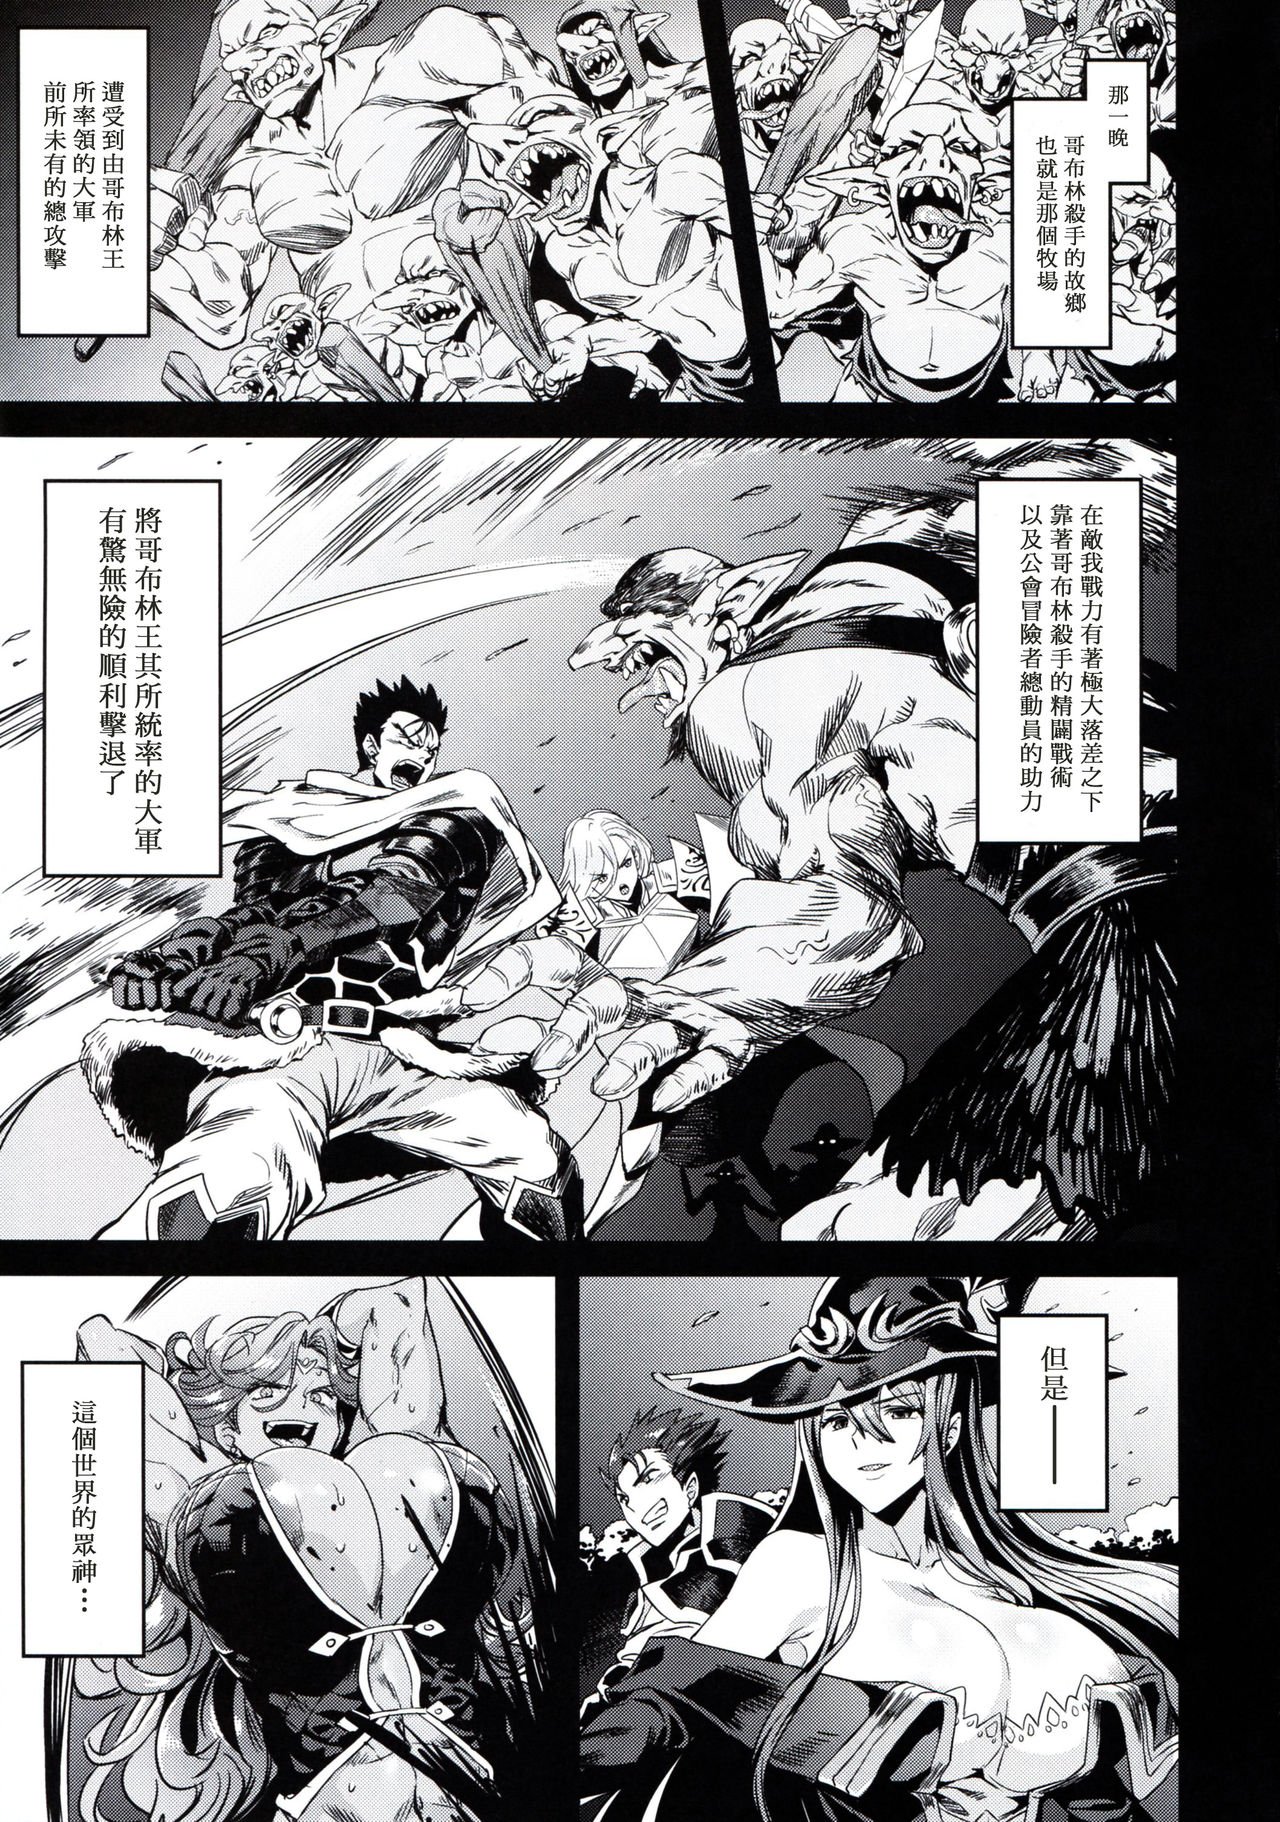 那一晚
哥布林殺手的故鄉
也就是那個牧場
遭受到由哥布林王
所率領的大軍
前所未有的總攻擊
在敵我戰力有著極大落差之下
靠著哥布林殺手的精闢戰術
以及公會冒險者總動員的助力
將哥布林王其所統率的大軍
有驚無險的順利擊退了
但是──
這個世界的眾神…